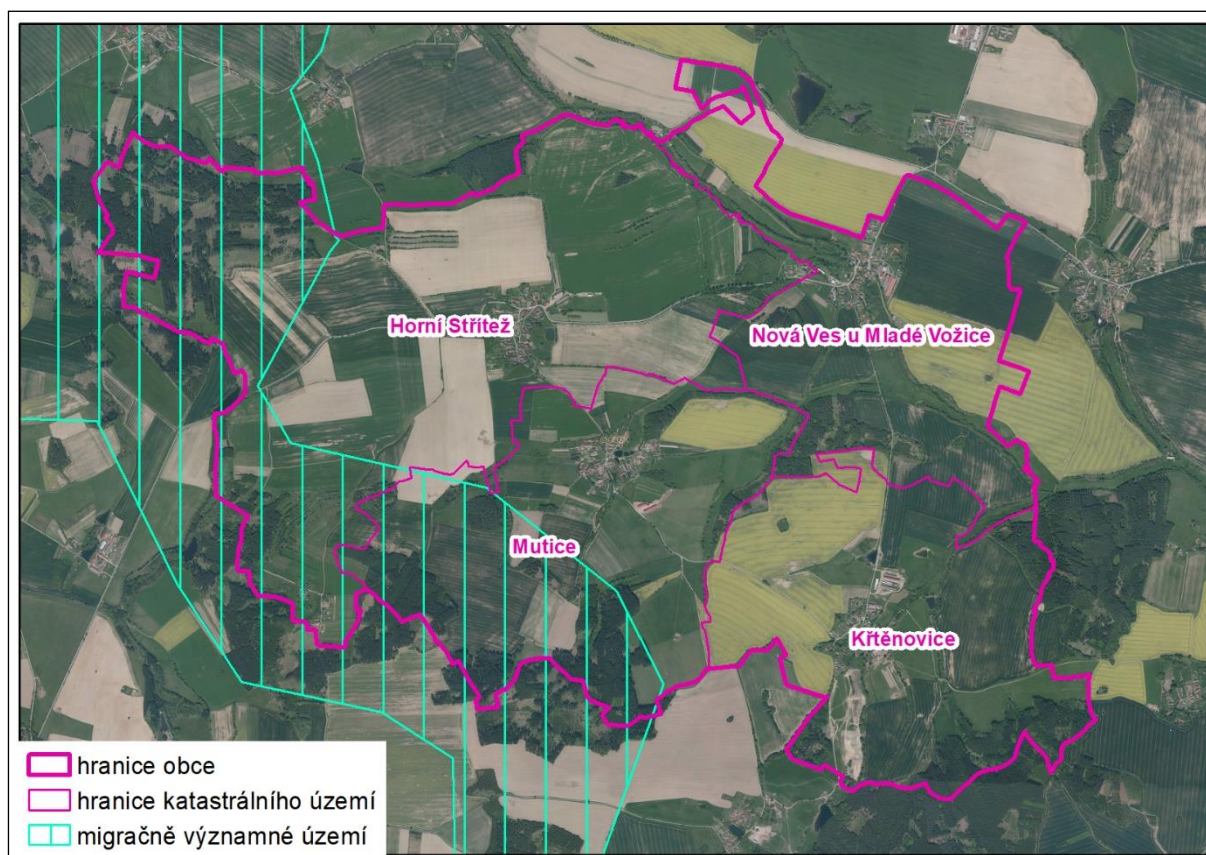 Horní Střítež
Nová Ves u Mladé Vožice
Mutice
Křtěnovice
hranice obce
hranice katastrálního území
migračně významné území